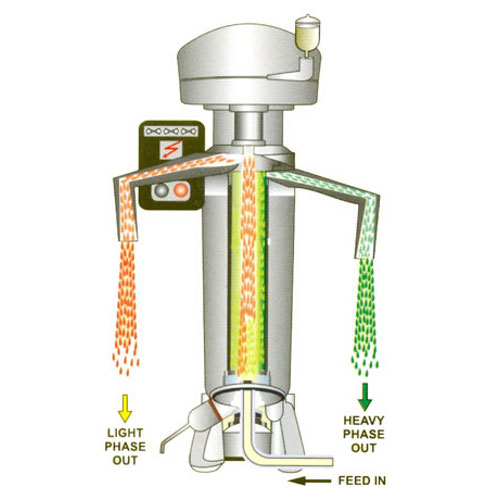 LIGHT
PHASE
OUT
HEAVY
PHASE
OUT
FEED IN